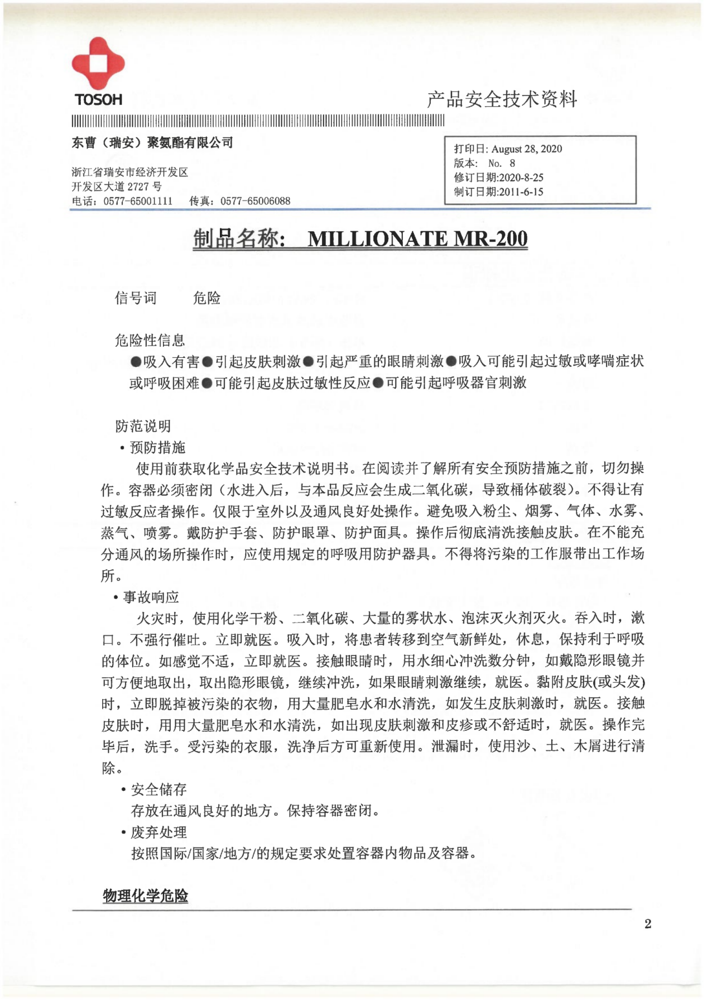 TOSOH
产品安全技术资料
东曹（瑞安）聚氨酯有限公司
浙江省瑞安市经济开发区
开发区大道 2727 号
电话：0577-65001111 传真：0577-65006088
打印日: August 28, 2020
版本: No. 8
修订日期:2020-8-25
制订日期:2011-6-15
制品名称: MILLIONATE MR-200
信号词 危险
危险性信息
●吸入有害●引起皮肤刺激●引起严重的眼睛刺激●吸入可能引起过敏或哮喘症状
或呼吸困难●可能引起皮肤过敏性反应●可能引起呼吸器官刺激
防范说明
・预防措施
使用前获取化学品安全技术说明书。在阅读并了解所有安全预防措施之前，切勿操
作。容器必须密闭（水进入后，与本品反应会生成二氧化碳，导致桶体破裂）。不得让有
过敏反应者操作。仅限于室外以及通风良好处操作。避免吸入粉尘、烟雾、气体、水雾、
蒸气、喷雾。戴防护手套、防护眼罩、防护面具。操作后彻底清洗接触皮肤。在不能充
分通风的场所操作时，应使用规定的呼吸用防护器具。不得将污染的工作服带出工作场
所。
・事故响应
火灾时，使用化学干粉、二氧化碳、大量的雾状水、泡沫灭火剂灭火。吞入时，漱
口。不强行催吐。立即就医。吸入时，将患者转移到空气新鲜处，休息，保持利于呼吸
的体位。如感觉不适，立即就医。接触眼睛时，用水细心冲洗数分钟，如戴隐形眼镜并
可方便地取出，取出隐形眼镜，继续冲洗，如果眼睛刺激继续，就医。黏附皮肤(或头发)
时，立即脱掉被污染的衣物，用大量肥皂水和水清洗，如发生皮肤刺激时，就医。接触
皮肤时，用用大量肥皂水和水清洗，如出现皮肤刺激和皮疹或不舒适时，就医。操作完
毕后，洗手。受污染的衣服，洗净后方可重新使用。泄漏时，使用沙、土、木屑进行清
除。
・安全储存
存放在通风良好的地方。保持容器密闭。
・废弃处理
按照国际/国家/地方/的规定要求处置容器内物品及容器。
物理化学危险
2